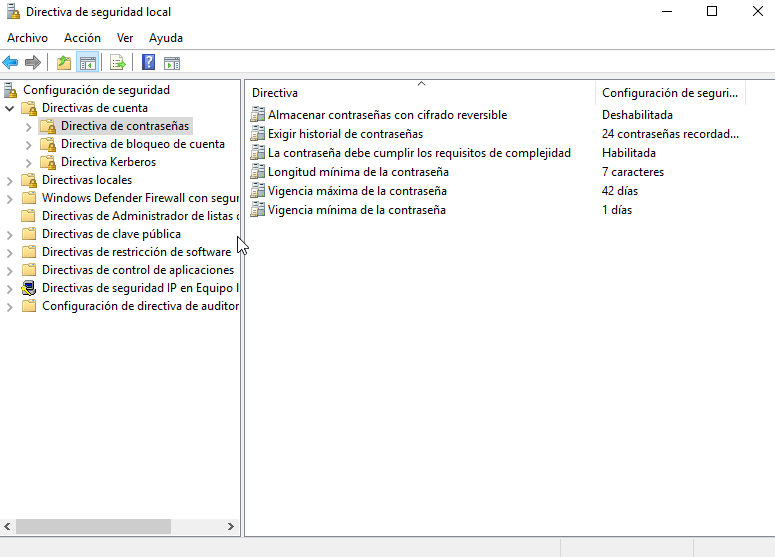 Directiva de seguridad local
Archivo Acción Ver Ayuda
Configuración de seguridad
Directivas de cuenta
Directiva de contraseñas
Directiva de bloqueo de cuenta
Directiva Kerberos
Directivas locales
Windows Defender Firewall con segur
Directivas de Administrador de listas d
Directivas de clave pública
Directivas de restricción de software
Directivas de control de aplicaciones
Directivas de seguridad IP en Equipo l
Configuración de directiva de auditor
Directiva Configuración de seguri...
Almacenar contraseñas con cifrado reversible Deshabilitada
Exigir historial de contraseñas 24 contraseñas recordad...
La contraseña debe cumplir los requisitos de complejidad Habilitada
Longitud mínima de la contraseña 7 caracteres
Vigencia máxima de la contraseña 42 días
Vigencia mínima de la contraseña 1 días